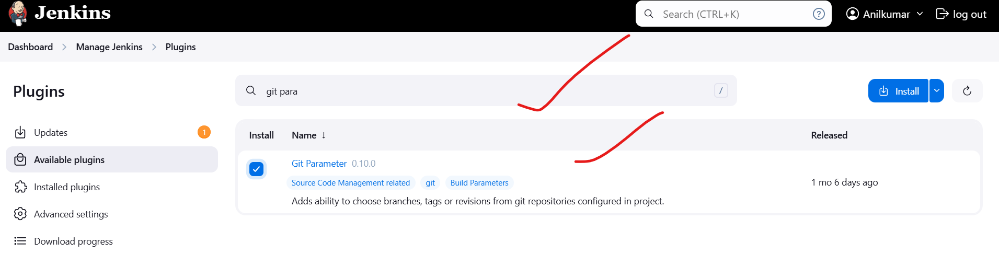 Jenkins
Search (CTRL+K)
Anilkumar
log out
Dashboard Manage Jenkins Plugins
Plugins
git para
/
Install
Updates
1
Available plugins
Installed plugins
Advanced settings
Download progress
Install Name ↓ Released
Git Parameter 0.10.0
Source Code Management related git Build Parameters
1 mo 6 days ago
Adds ability to choose branches, tags or revisions from git repositories configured in project.